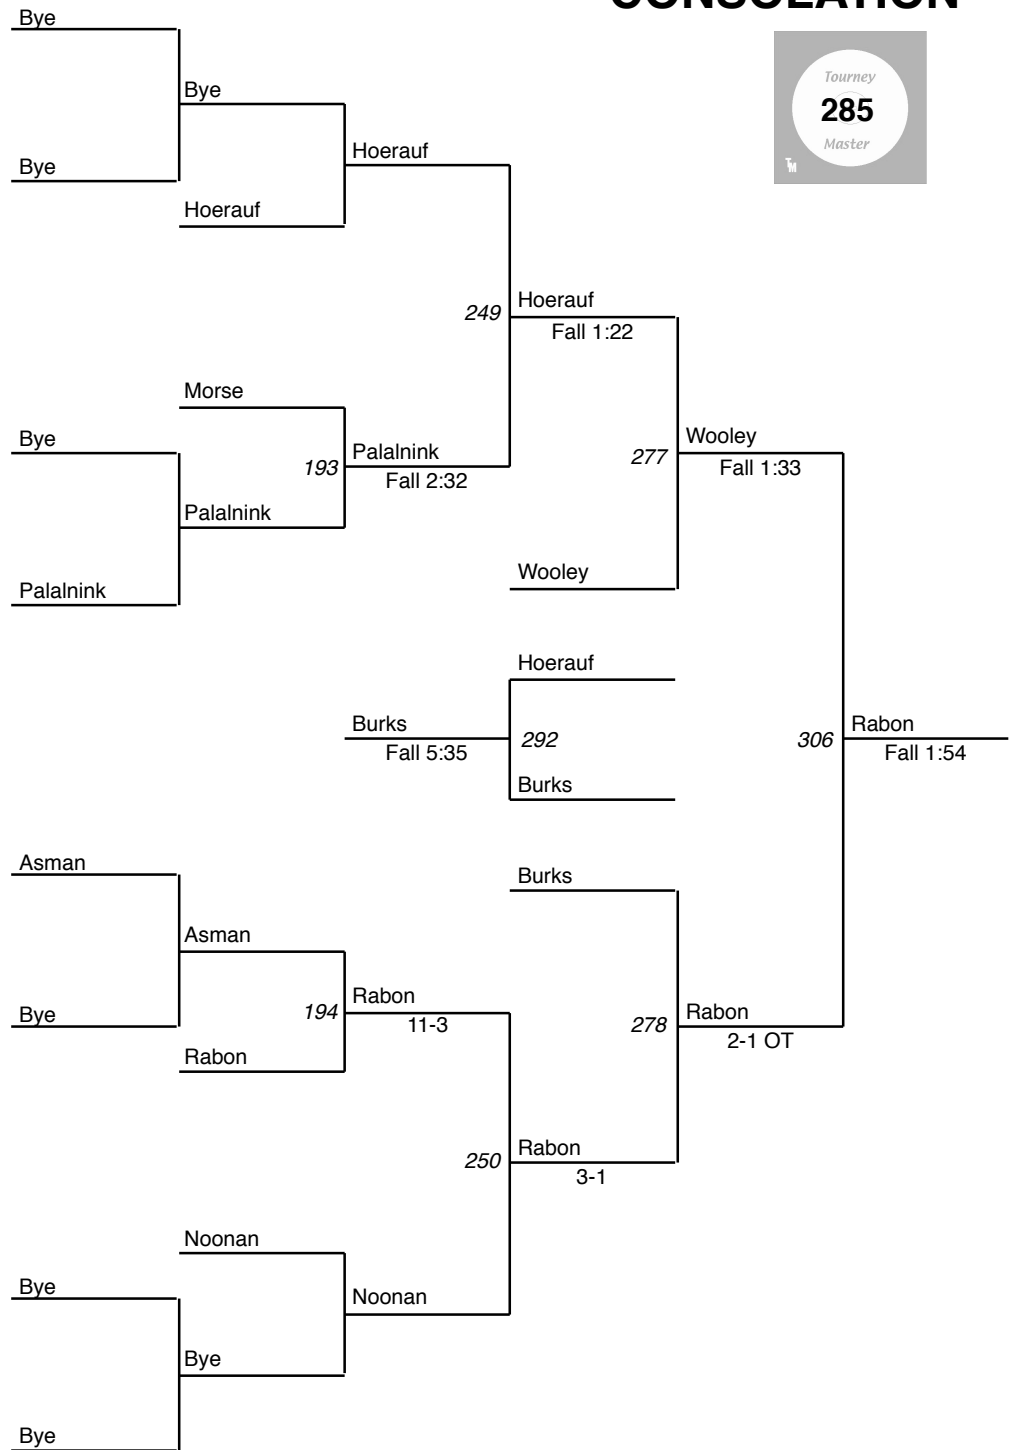 CONSOLATION
Bye
Tourney
285
Master
TM
Bye
Hoerauf
Bye
Hoerauf
Hoerauf
249
Fall 1:22
Morse
Bye
Palalnink
193
Fall 2:32
Wooley
277
Fall 1:33
Palalnink
Wooley
Palalnink
Hoerauf
Burks
292
Fall 5:35
306
Rabon
Fall 1:54
Burks
Asman
Burks
Asman
Rabon
194
11-3
Bye
Rabon
278
2-1 OT
Rabon
Rabon
250
3-1
Noonan
Bye
Noonan
Bye
Bye